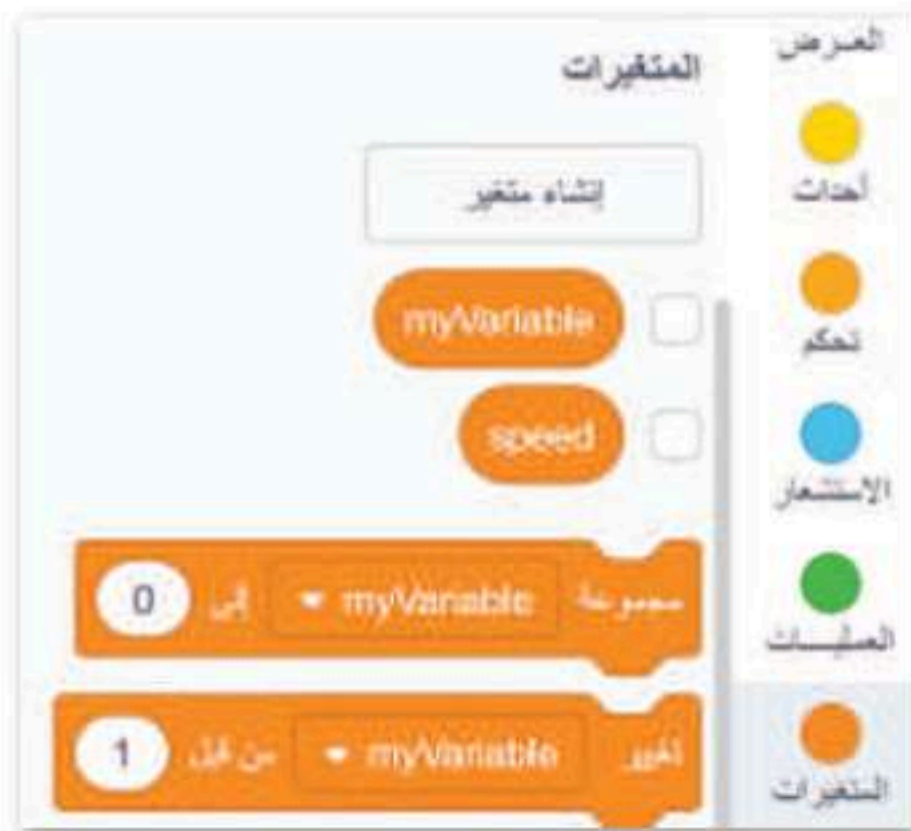 العرض
أحداث
تحكم
الاستشعار
العمليات
المتغيرات
المتغيرات
إنشاء متغير
myVariable
speed
مجموعة myVariable إلى 0
تغيير myVariable من قبل 1